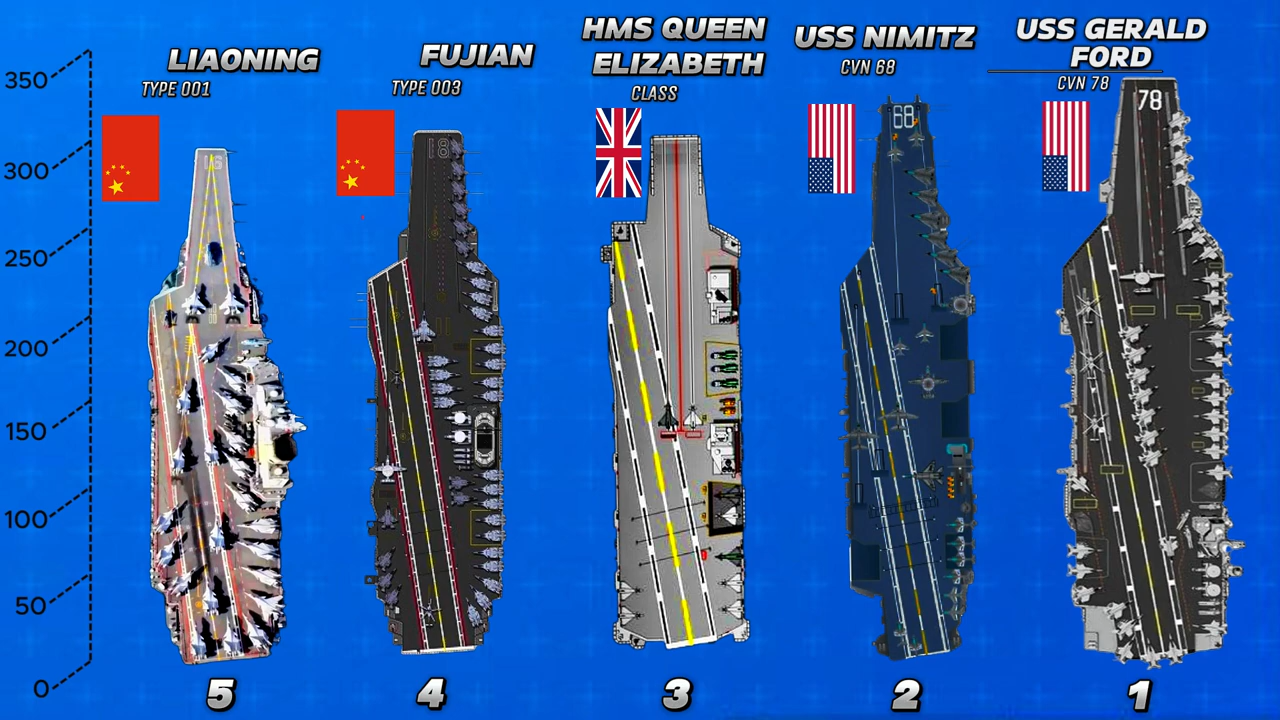 LIAONING
TYPE 001
FUJIAN
TYPE 003
HMS QUEEN
ELIZABETH
CLASS
USS NIMITZ
CVN 68
USS GERALD
FORD
CVN 78
350
300
250
200
150
100
50
0
16
18
68
78
5
4
3
2
1